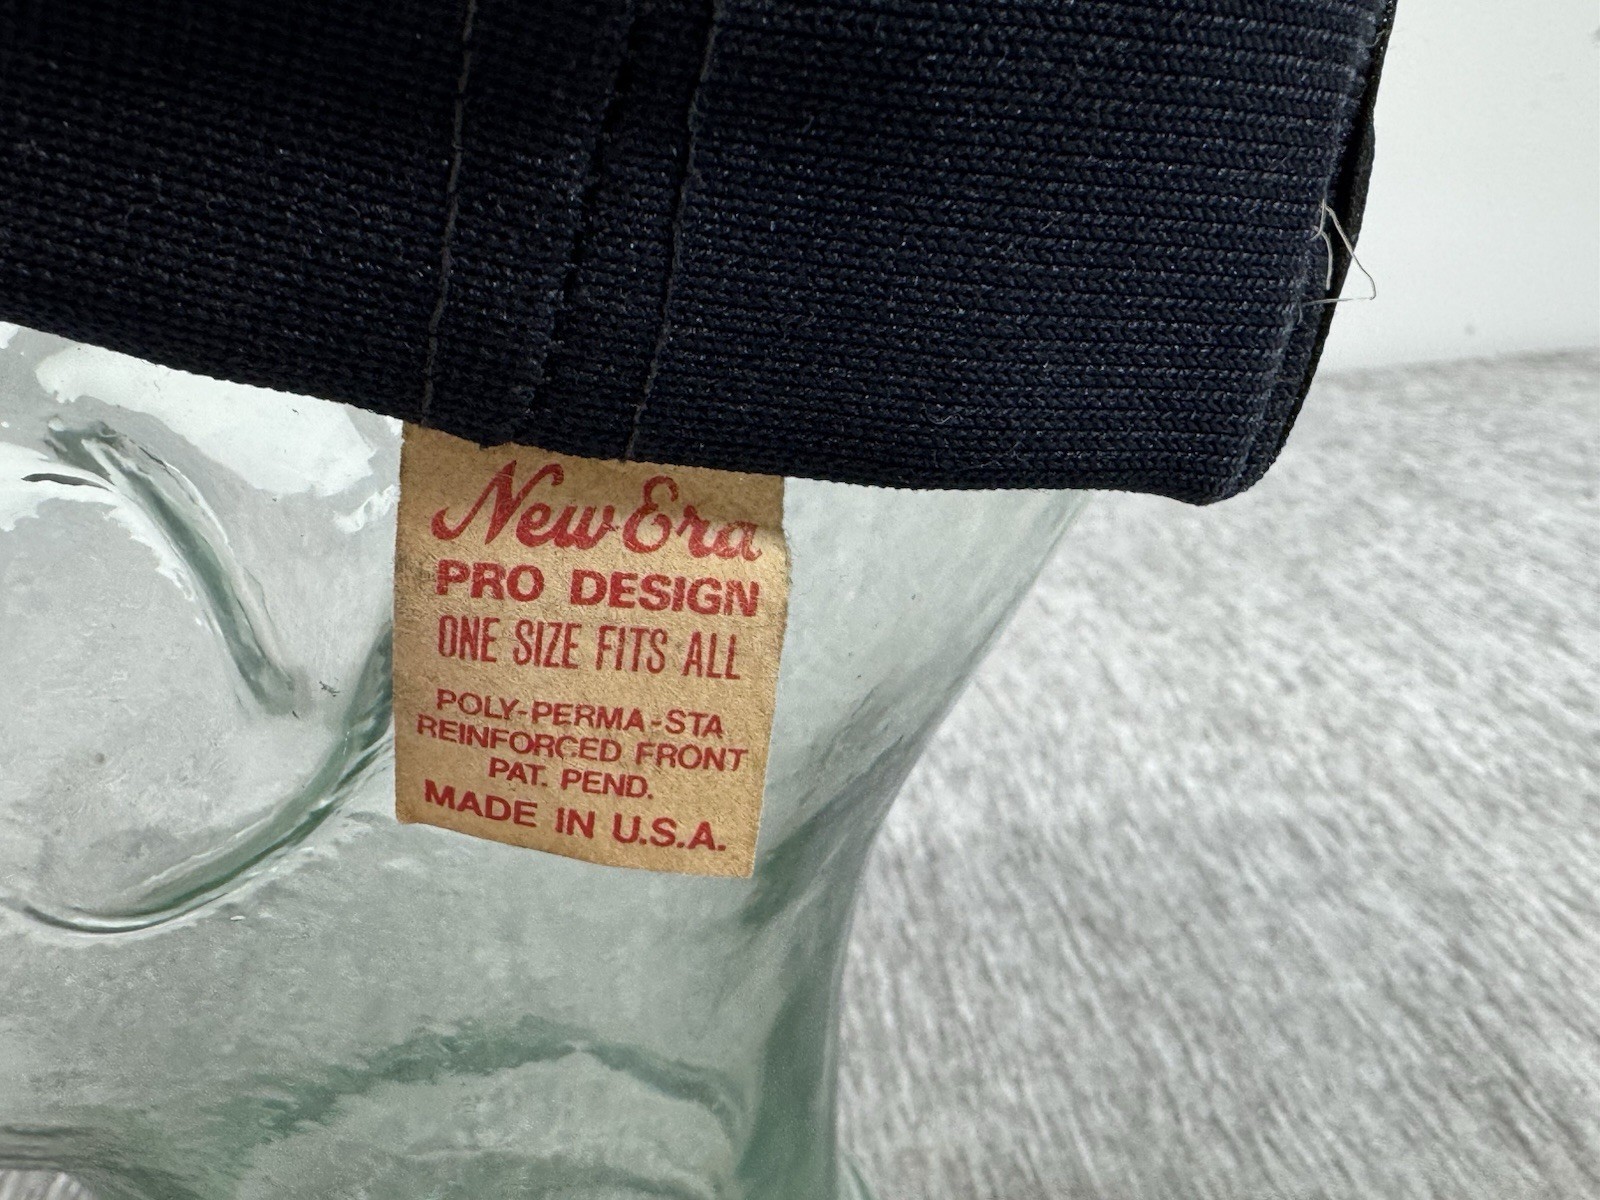 New Era
PRO DESIGN
ONE SIZE FITS ALL
POLY-PERMA-STA
REINFORCED FRONT
PAT. PEND.
MADE IN U.S.A.